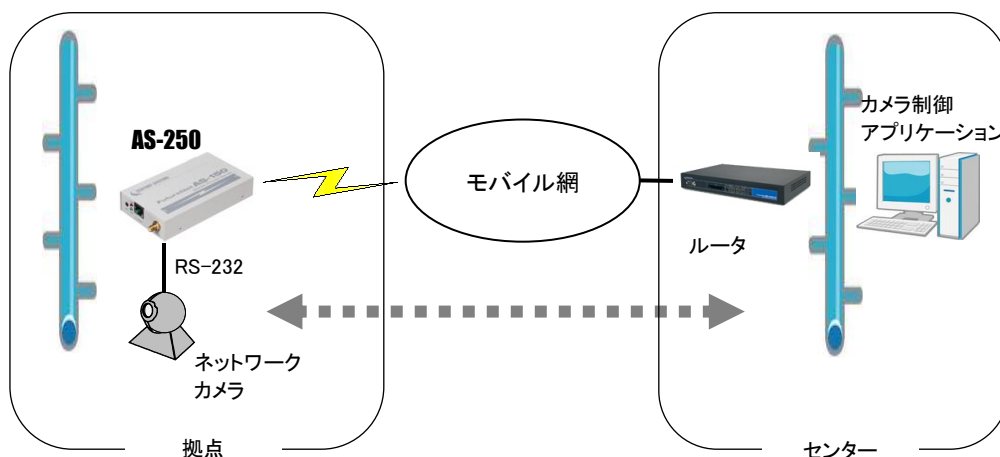 AS-250
RS-232
ネットワーク
カメラ
拠点
モバイル網
ルータ
カメラ制御
アプリケーション
センター